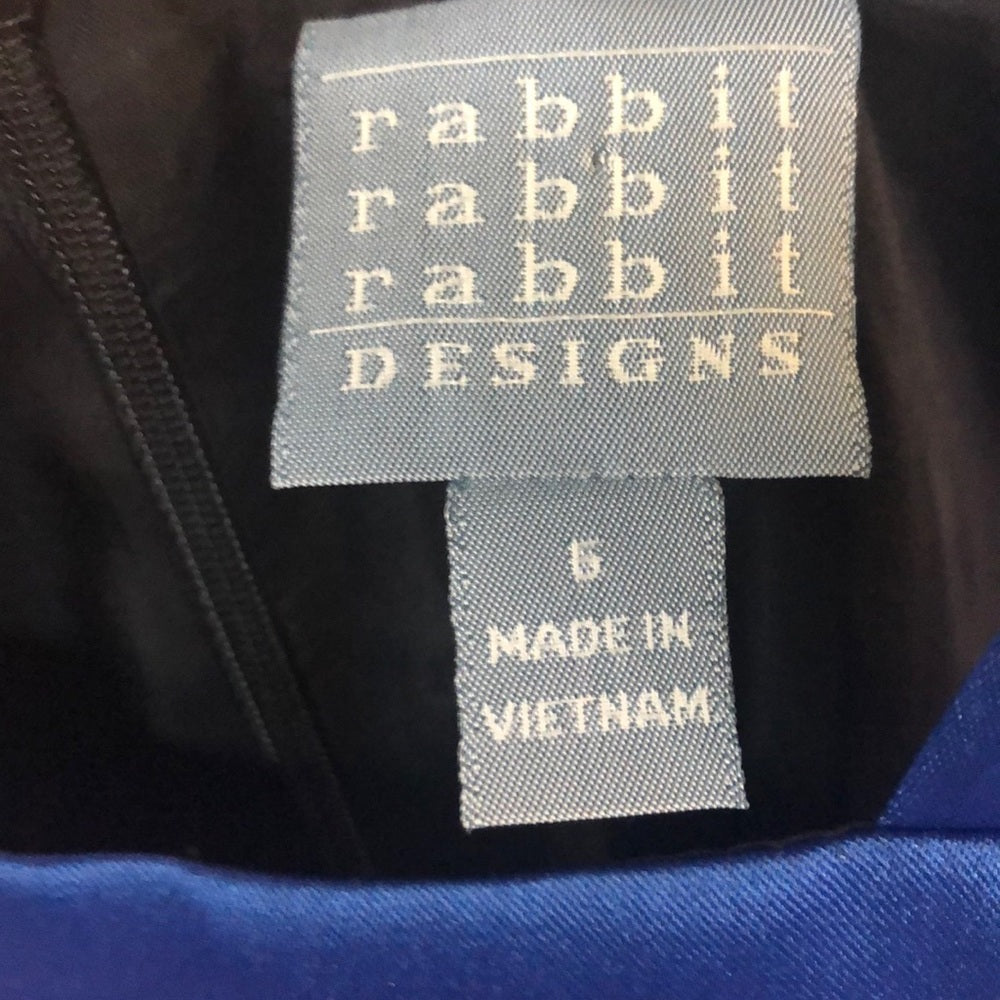 rabbit
rabbit
rabbit
DESIGNS
6
MADE IN
VIETNAM